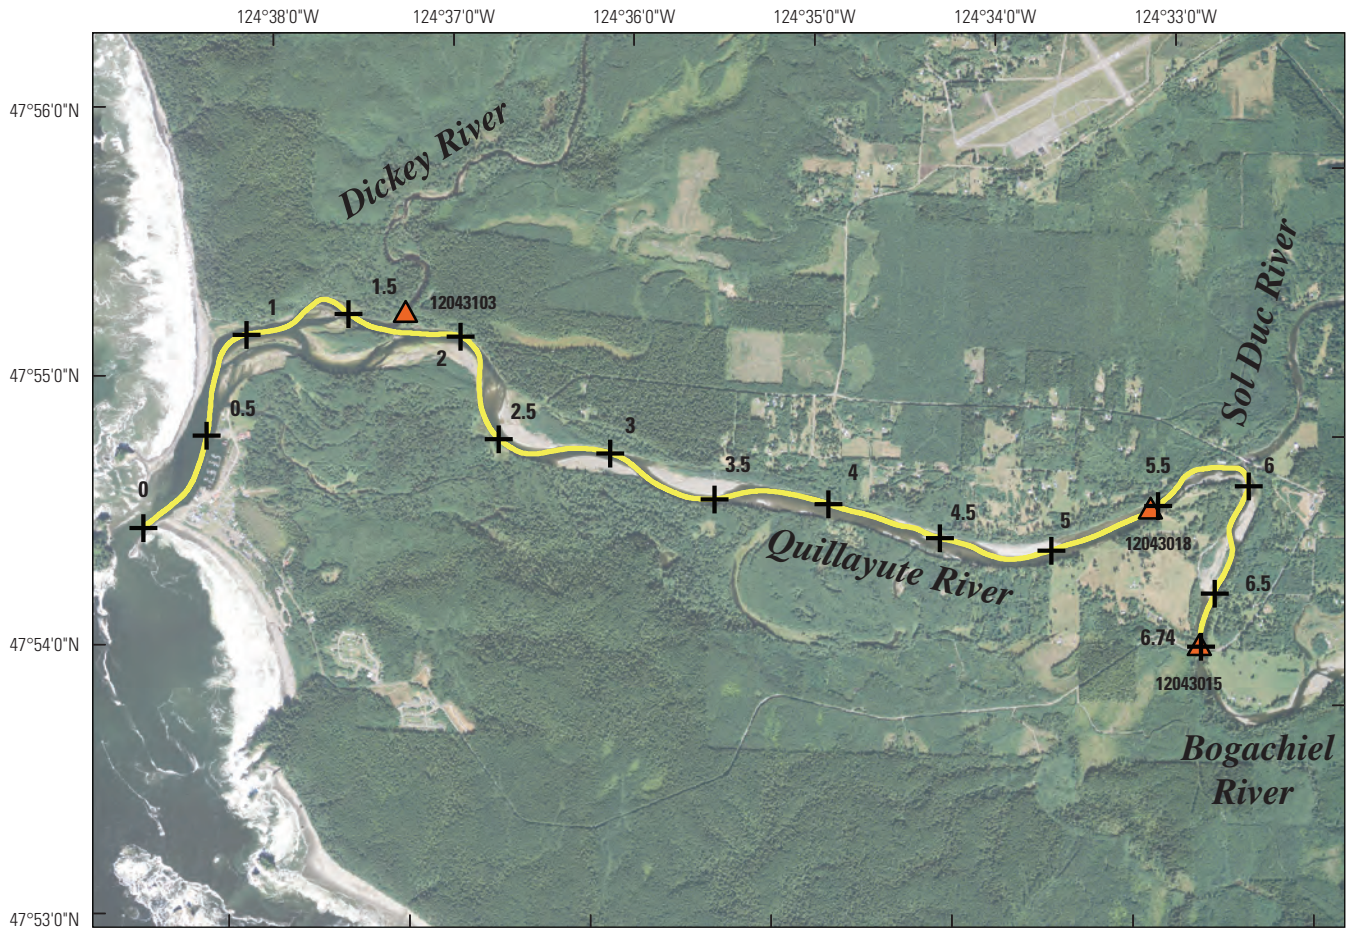 124°38'0"W
124°37'0"W
124°36'0"W
124°35'0"W
124°34'0"W
124°33'0"W
47°56'0"N
47°55'0"N
47°54'0"N
47°53'0"N
Dickey River
Sol Duc River
1
1.5
12043103
2
0.5
2.5
3
3.5
4
5.5
6
0
4.5
5
12043018
Quillayute River
6.5
6.74
12043015
Bogachiel
River